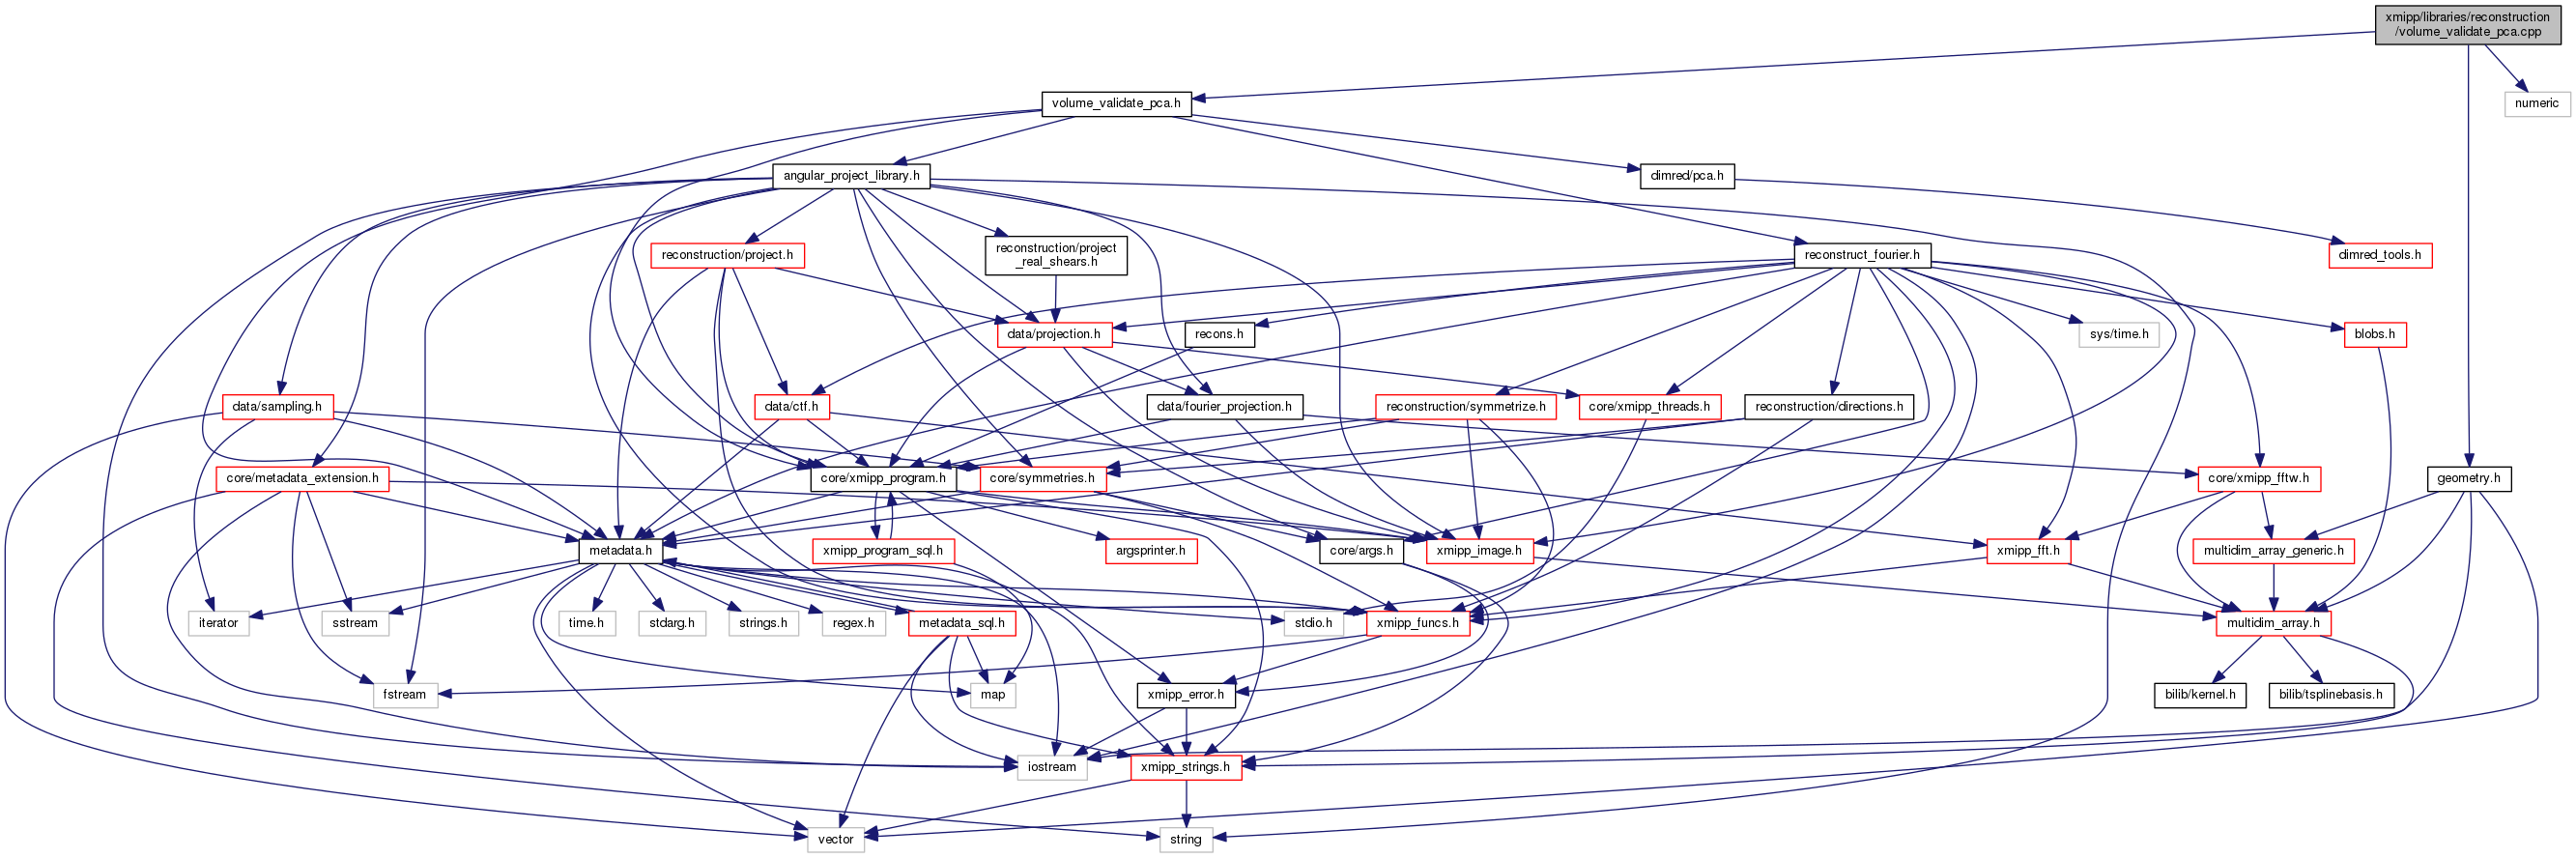 xmipp/libraries/reconstruction
/volume_validate_pca.cpp
volume_validate_pca.h
numeric
angular_project_library.h
dimred/pca.h
reconstruction/project.h
reconstruction/project
_real_shears.h
reconstruct_fourier.h
dimred_tools.h
data/projection.h
recons.h
sys/time.h
blobs.h
data/sampling.h
data/ctf.h
data/fourier_projection.h
reconstruction/symmetrize.h
core/xmipp_threads.h
reconstruction/directions.h
core/metadata_extension.h
core/xmipp_program.h
core/symmetries.h
core/xmipp_fftw.h
geometry.h
metadata.h
xmipp_program_sql.h
argsprinter.h
core/args.h
xmipp_image.h
xmipp_fft.h
multidim_array_generic.h
iterator
sstream
time.h
stdarg.h
strings.h
regex.h
metadata_sql.h
stdio.h
xmipp_funcs.h
multidim_array.h
fstream
map
xmipp_error.h
bilib/kernel.h
bilib/tsplinebasis.h
iostream
xmipp_strings.h
vector
string